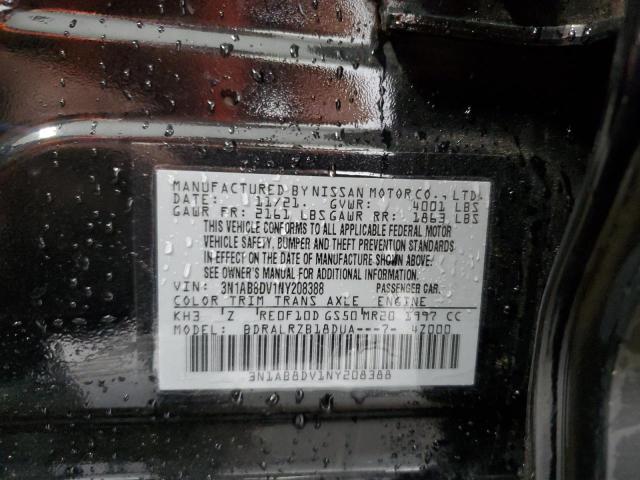 MANUFACTURED BY NISSAN MOTOR CO., LTD.
DATE: 11/21. GVWR: 4001 LBS
GAWR FR: 2161 LBS GAWR RR: 1863 LBS
THIS VEHICLE CONFORMS TO ALL APPLICABLE FEDERAL MOTOR
VEHICLE SAFETY, BUMPER AND THEFT PREVENTION STANDARDS
IN EFFECT ON THE DATE OF MANUFACTURE SHOWN ABOVE.
SEE OWNER'S MANUAL FOR ADDITIONAL INFORMATION.
VIN: 3N1AB8DV1NY208388 PASSENGER CAR.
COLOR TRIM TRANS AXLE ENGINE
KH3 Z RE0F10D GS50 MR20 1997 CC
MODEL: BDRALRZB18DUA---7- 4Z000
3N1AB8DV1NY208388